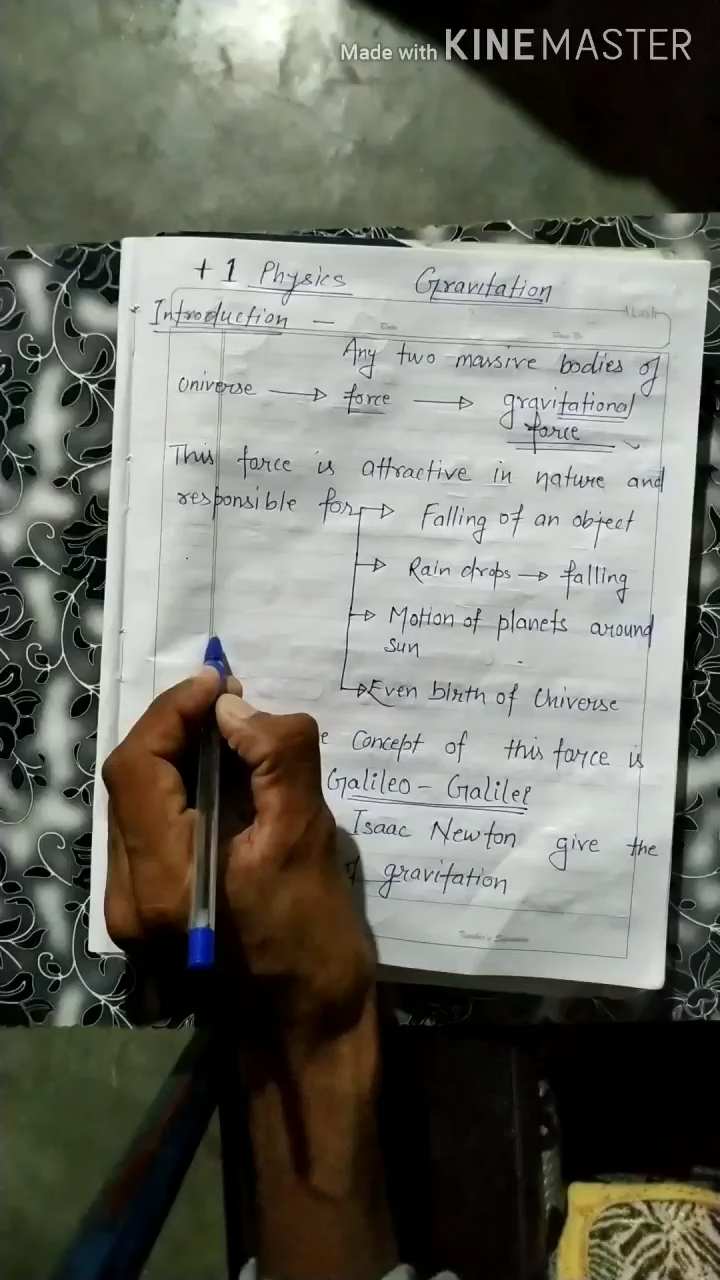 Made with KINEMASTER
+1 Physics Gravitation
Introduction —
Any two massive bodies of
Universe → force → gravitational
force
This force is attractive in nature and
responsible for → Falling of an object
→ Rain drops → falling
→ Motion of planets around
sun
→ Even birth of Universe
concept of this force is
Galileo - Galilei
Isaac Newton give the
gravitation